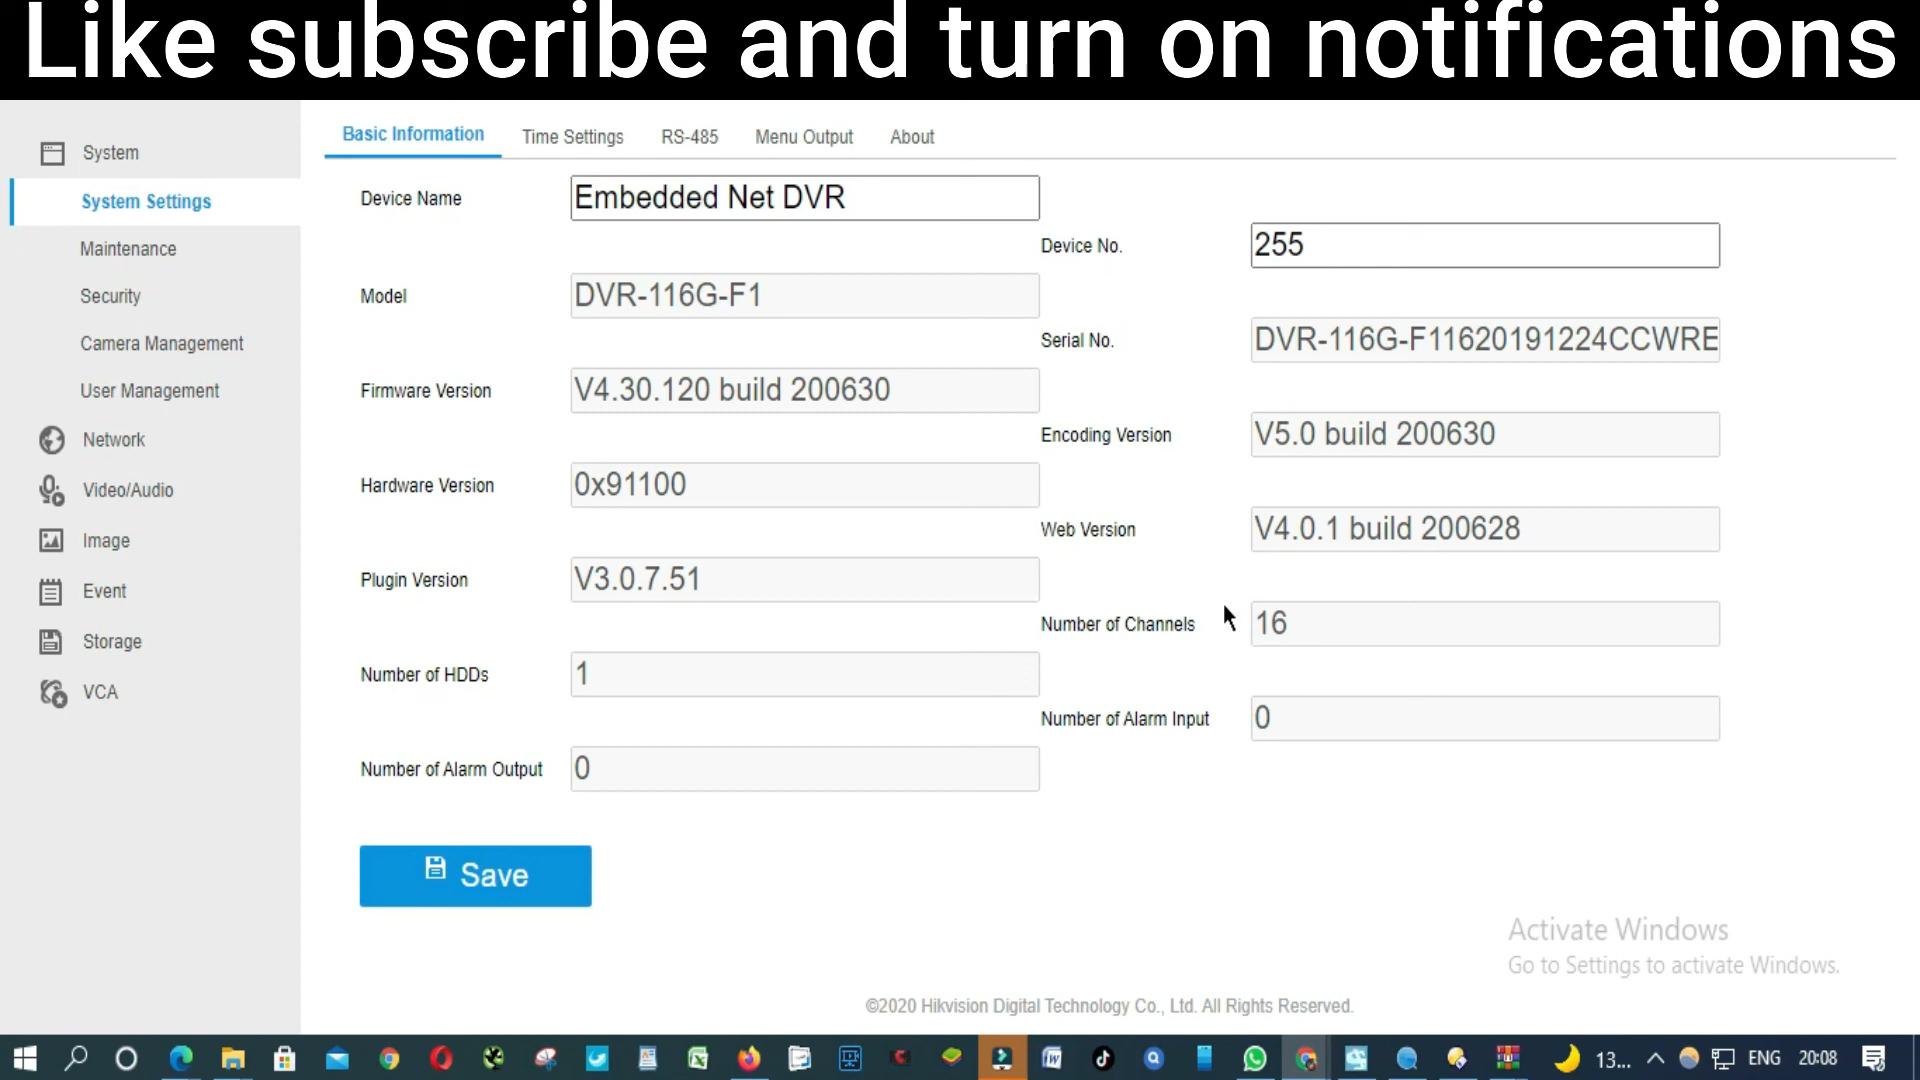 Like subscribe and turn on notifications
System
System Settings
Maintenance
Security
Camera Management
User Management
Network
Video/Audio
Image
Event
Storage
VCA
Basic Information
Time Settings
RS-485
Menu Output
About
Device Name
Embedded Net DVR
Device No.
255
Model
DVR-116G-F1
Serial No.
DVR-116G-F11620191224CCWRE
Firmware Version
V4.30.120 build 200630
Encoding Version
V5.0 build 200630
Hardware Version
0x91100
Web Version
V4.0.1 build 200628
Plugin Version
V3.0.7.51
Number of Channels
16
Number of HDDs
1
Number of Alarm Input
0
Number of Alarm Output
0
Save
Activate Windows
Go to Settings to activate Windows.
©2020 Hikvision Digital Technology Co., Ltd. All Rights Reserved.
13...
ENG
20:08